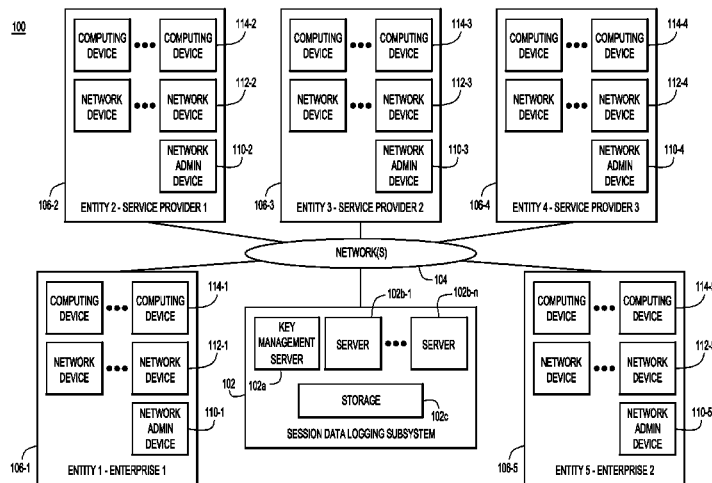 100
COMPUTING DEVICE
COMPUTING DEVICE
114-2
NETWORK DEVICE
NETWORK DEVICE
112-2
NETWORK ADMIN DEVICE
110-2
106-2
ENTITY 2 - SERVICE PROVIDER 1
COMPUTING DEVICE
COMPUTING DEVICE
114-3
NETWORK DEVICE
NETWORK DEVICE
112-3
NETWORK ADMIN DEVICE
110-3
106-3
ENTITY 3 - SERVICE PROVIDER 2
COMPUTING DEVICE
COMPUTING DEVICE
114-4
NETWORK DEVICE
NETWORK DEVICE
112-4
NETWORK ADMIN DEVICE
110-4
106-4
ENTITY 4 - SERVICE PROVIDER 3
NETWORK(S)
104
COMPUTING DEVICE
COMPUTING DEVICE
114-1
NETWORK DEVICE
NETWORK DEVICE
112-1
NETWORK ADMIN DEVICE
110-1
106-1
ENTITY 1 - ENTERPRISE 1
102b-1
102b-n
KEY MANAGEMENT SERVER
SERVER
SERVER
102
102a
STORAGE
102c
SESSION DATA LOGGING SUBSYSTEM
COMPUTING DEVICE
COMPUTING DEVICE
NETWORK DEVICE
NETWORK DEVICE
NETWORK ADMIN DEVICE
110-5
106-5
ENTITY 5 - ENTERPRISE 2